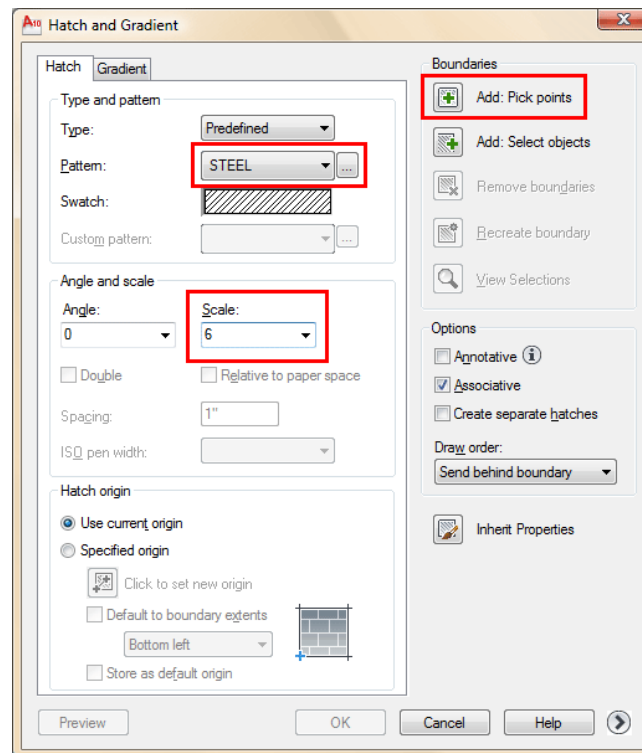 A10 Hatch and Gradient
Hatch Gradient
Type and pattern
Type: Predefined
Pattern: STEEL ...
Swatch:
Custom pattern: ...
Angle and scale
Angle: Scale:
0 6
Double Relative to paper space
Spacing: 1"
ISO pen width:
Hatch origin
Use current origin
Specified origin
Click to set new origin
Default to boundary extents
Bottom left
Store as default origin
Boundaries
Add: Pick points
Add: Select objects
Remove boundaries
Recreate boundary
View Selections
Options
Annotative i
Associative
Create separate hatches
Draw order:
Send behind boundary
Inherit Properties
Preview OK Cancel Help